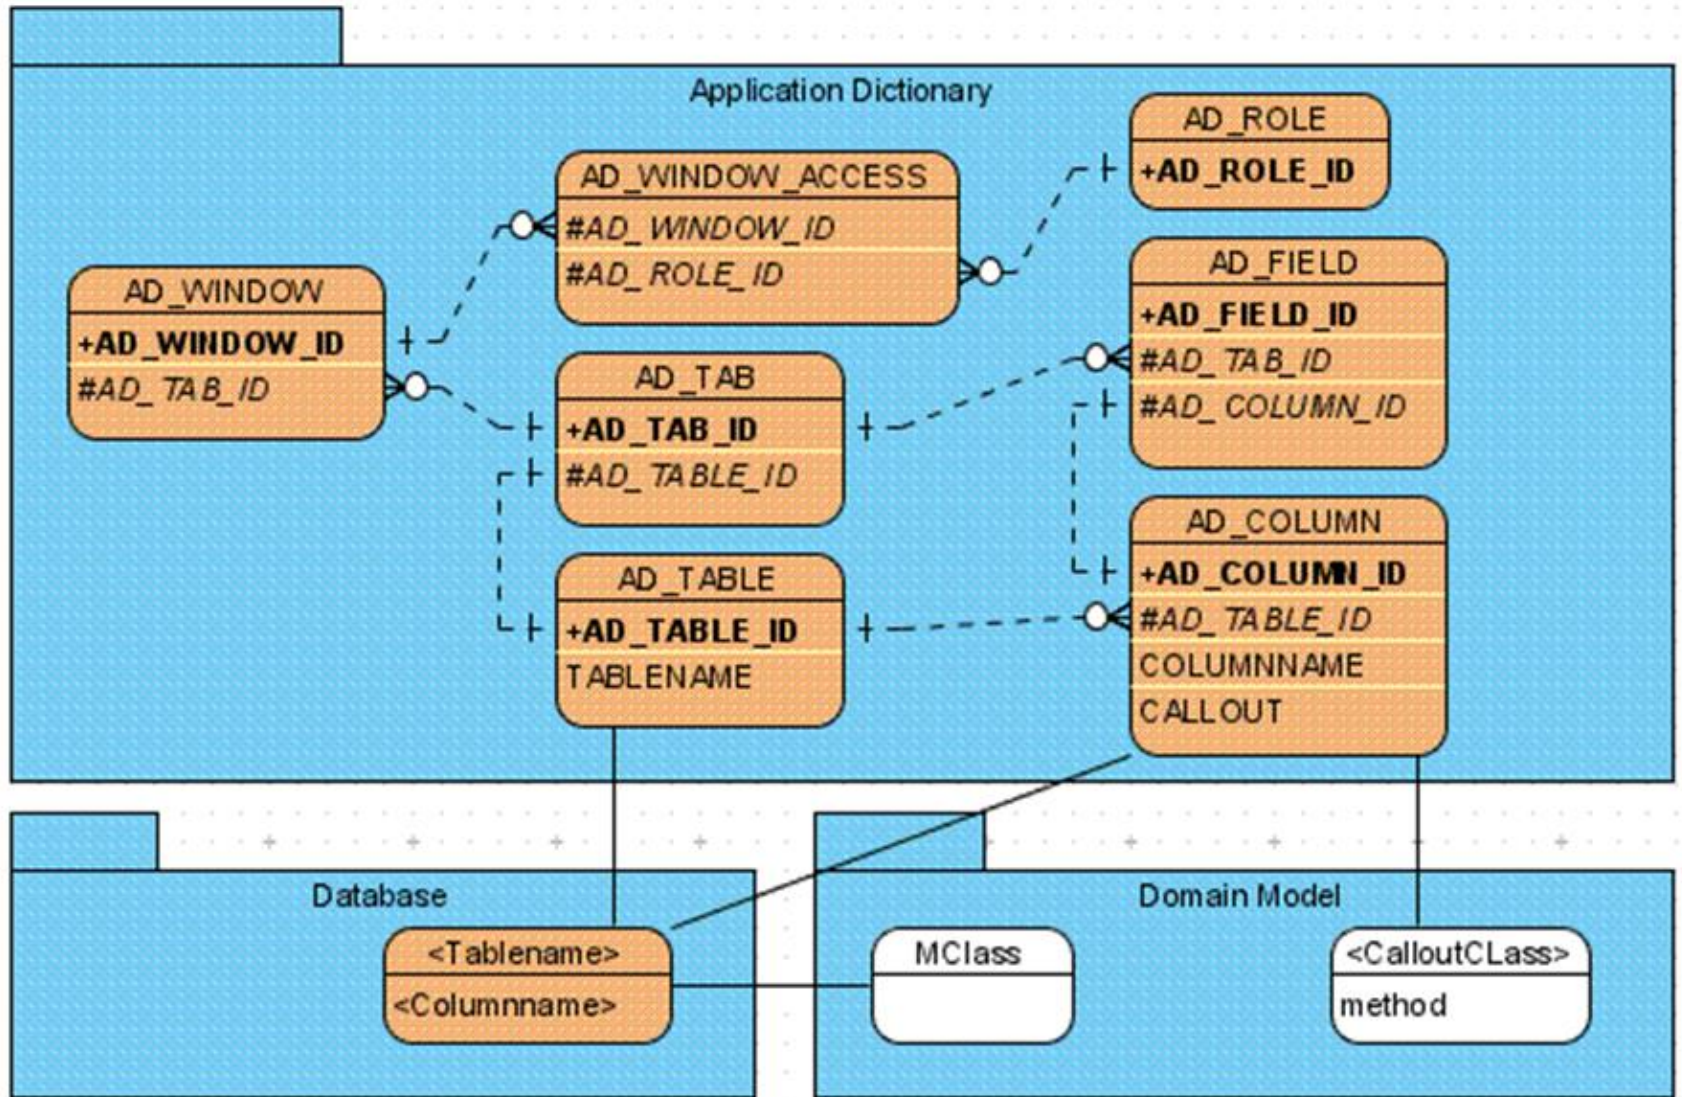 Application Dictionary
AD_ROLE
+AD_ROLE_ID
AD_WINDOW_ACCESS
#AD_WINDOW_ID
#AD_ROLE_ID
AD_WINDOW
+AD_WINDOW_ID
#AD_TAB_ID
AD_FIELD
+AD_FIELD_ID
#AD_TAB_ID
#AD_COLUMN_ID
AD_TAB
+AD_TAB_ID
#AD_TABLE_ID
AD_COLUMN
+AD_COLUMN_ID
#AD_TABLE_ID
COLUMNNAME
CALLOUT
AD_TABLE
+AD_TABLE_ID
TABLENAME
Database
<Tablename>
<Columnname>
Domain Model
MClass
<CalloutCLass>
method